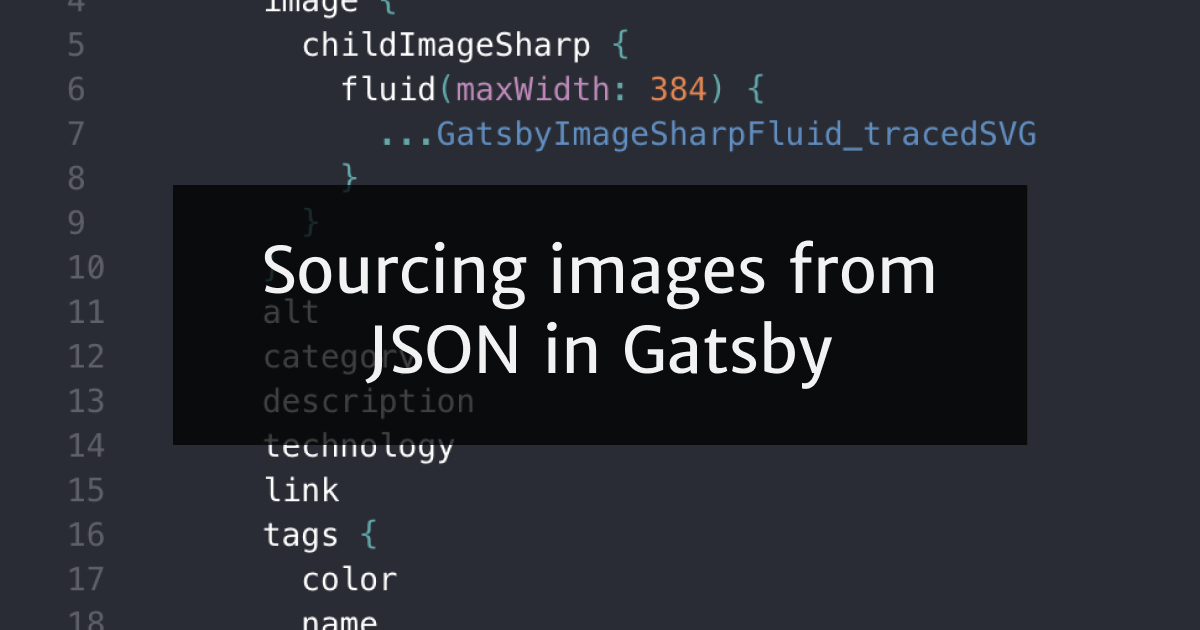 4 image {
5 childImageSharp {
6 fluid(maxWidth: 384) {
7 ...GatsbyImageSharpFluid_tracedSVG
8 }
9 }
10 }
Sourcing images from
11 alt
12 category
JSON in Gatsby
13 description
14 technology
15 link
16 tags {
17 color
18 name